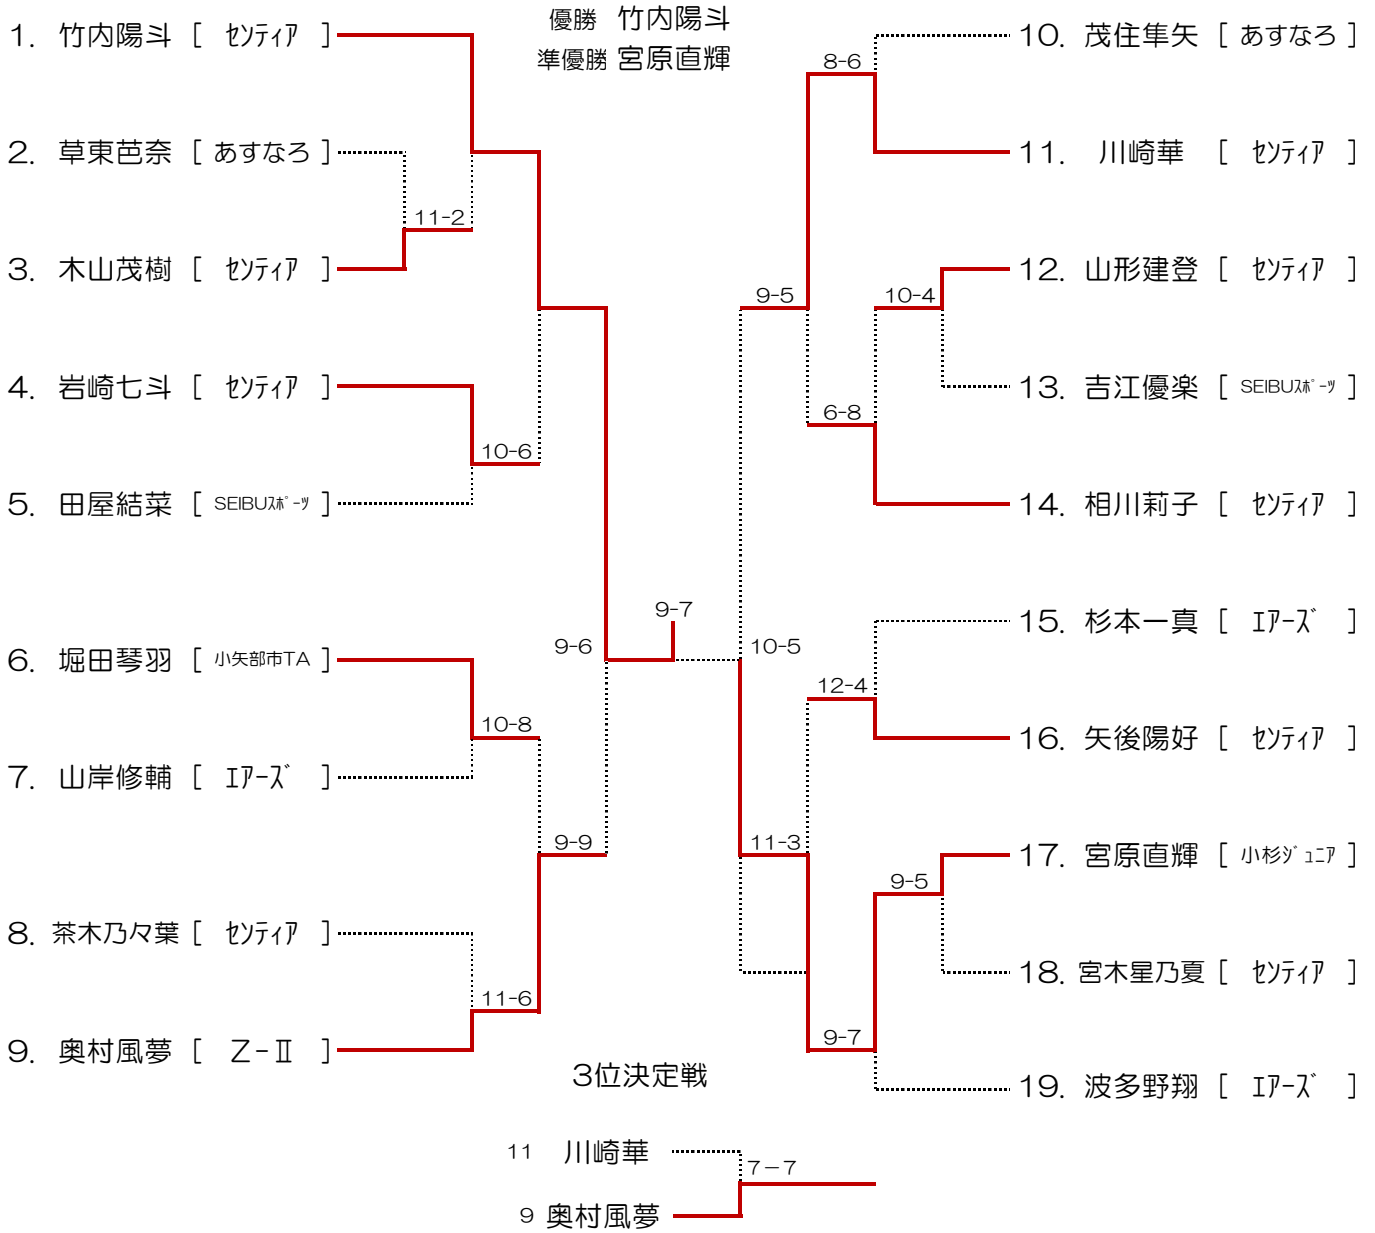 優勝 竹内陽斗
準優勝 宮原直輝
1. 竹内陽斗 [ ｾﾝﾃｨｱ ]
2. 草東芭奈 [ あすなろ ]
11-2
3. 木山茂樹 [ ｾﾝﾃｨｱ ]
4. 岩崎七斗 [ ｾﾝﾃｨｱ ]
10-6
5. 田屋結菜 [ SEIBUｽﾎﾟｰﾂ ]
6. 堀田琴羽 [ 小矢部市TA ]
10-8
7. 山岸修輔 [ ｴｱｰｽﾞ ]
9-9
8. 茶木乃々葉 [ ｾﾝﾃｨｱ ]
11-6
9. 奥村風夢 [ Z-Ⅱ ]
9-6
9-7
10. 茂住隼矢 [ あすなろ ]
8-6
11. 川崎華 [ ｾﾝﾃｨｱ ]
9-5
12. 山形建登 [ ｾﾝﾃｨｱ ]
10-4
13. 吉江優楽 [ SEIBUｽﾎﾟｰﾂ ]
6-8
14. 相川莉子 [ ｾﾝﾃｨｱ ]
10-5
15. 杉本一真 [ ｴｱｰｽﾞ ]
12-4
16. 矢後陽好 [ ｾﾝﾃｨｱ ]
11-3
17. 宮原直輝 [ 小杉ｼﾞｭﾆｱ ]
9-5
18. 宮木星乃夏 [ ｾﾝﾃｨｱ ]
9-7
19. 波多野翔 [ ｴｱｰｽﾞ ]
3位決定戦
11 川崎華
7－7
9 奥村風夢